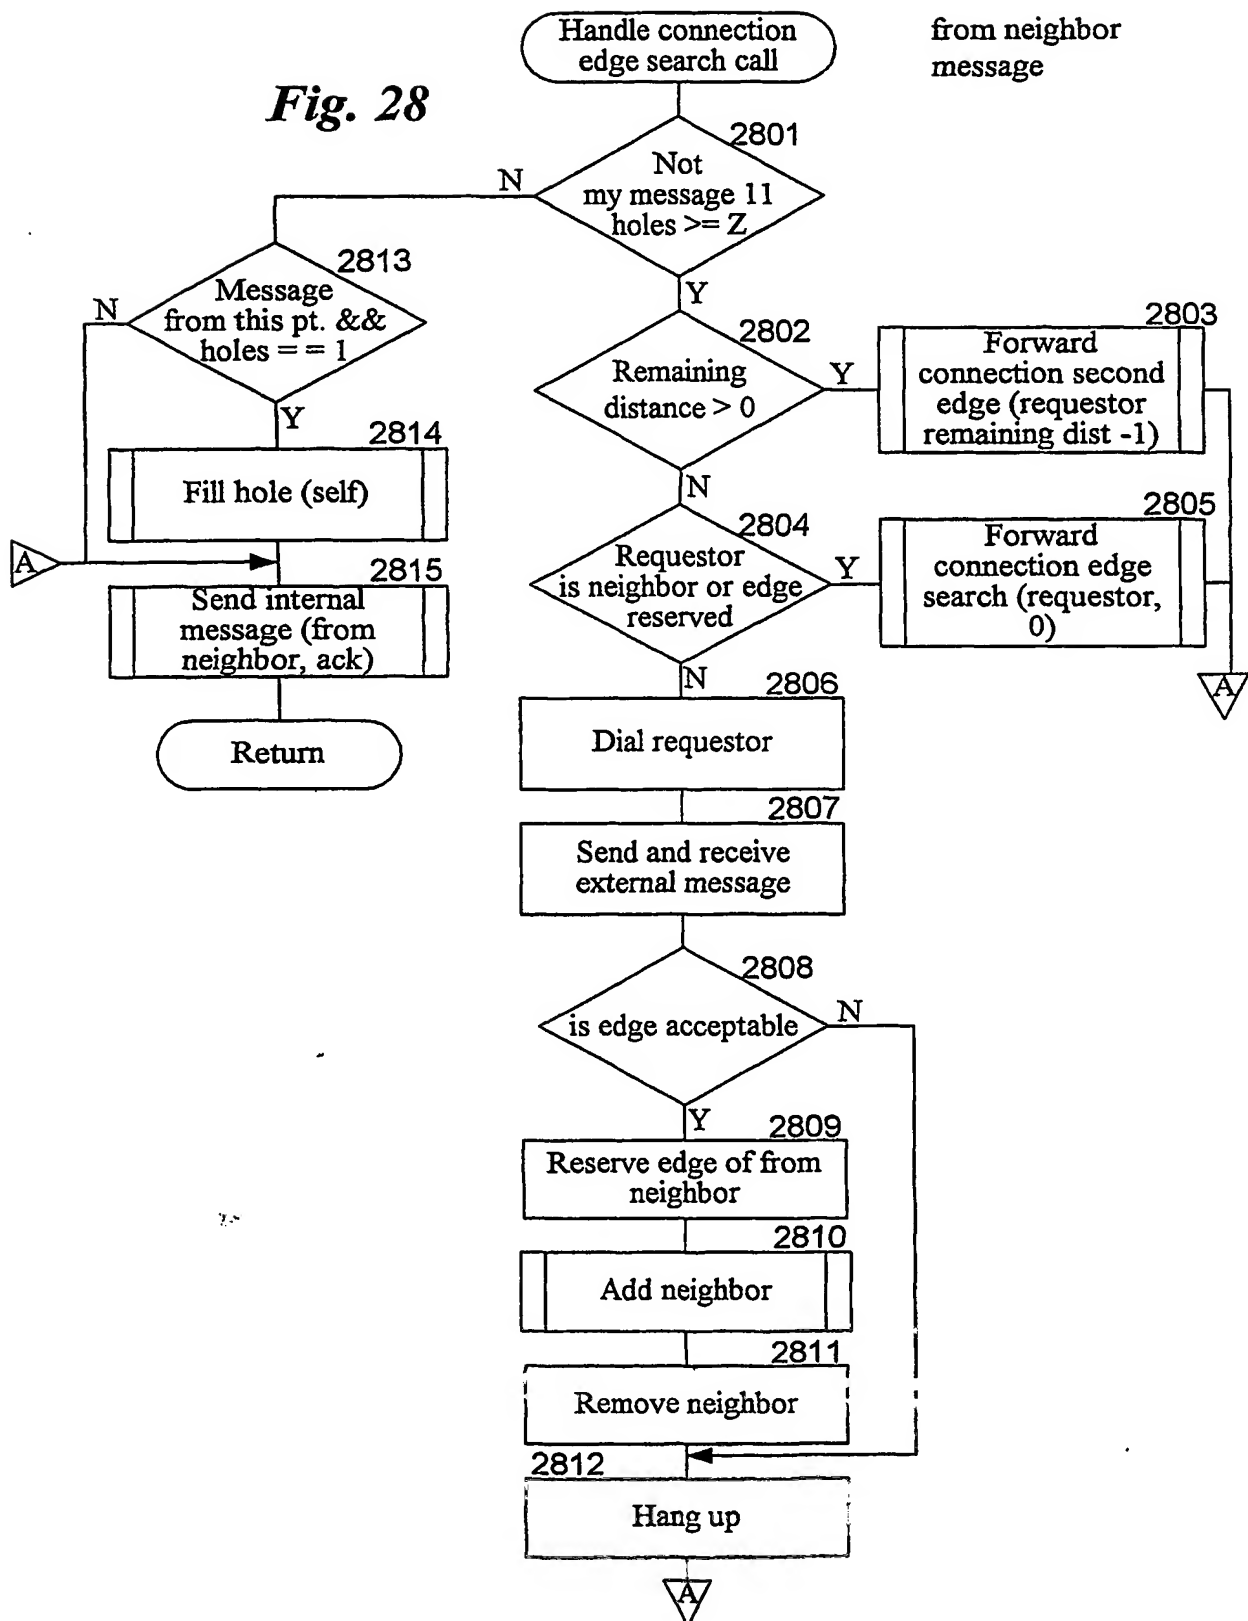 Handle connection
edge search call
from neighbor
message
Fig. 28
2801
Not
my message 11
holes >= Z
N
Y
2813
Message
from this pt. &&
holes = = 1
N
Y
2802
Remaining
distance > 0
Y
N
2803
Forward
connection second
edge (requestor
remaining dist -1)
2814
Fill hole (self)
2804
Requestor
is neighbor or edge
reserved
Y
N
2805
Forward
connection edge
search (requestor,
0)
A
A
2815
Send internal
message (from
neighbor, ack)
Return
2806
Dial requestor
2807
Send and receive
external message
2808
is edge acceptable
N
Y
2809
Reserve edge of from
neighbor
2810
Add neighbor
2811
Remove neighbor
2812
Hang up
A